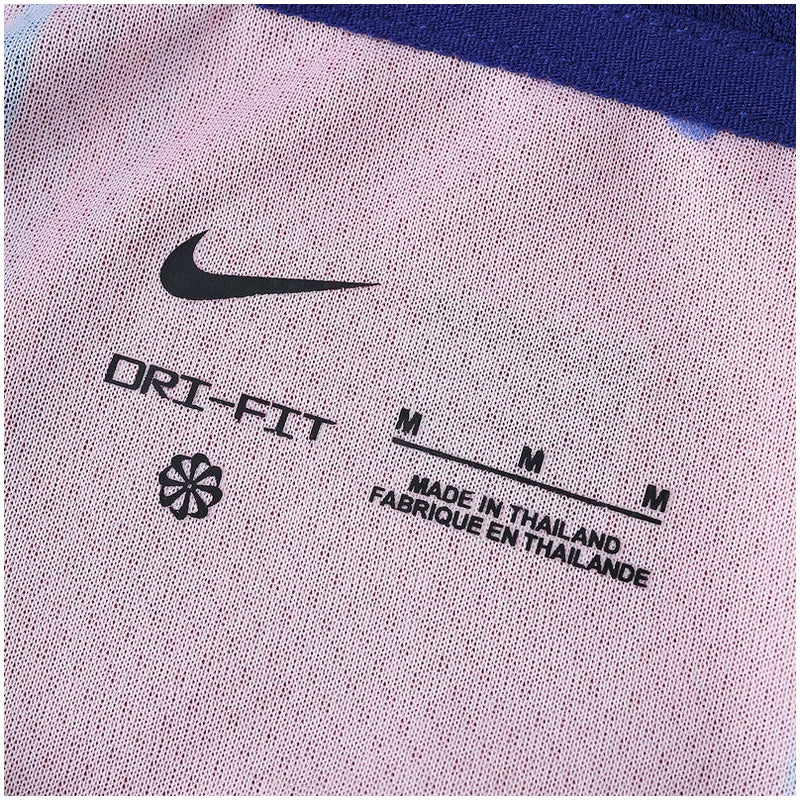 DRI-FIT
M M M
MADE IN THAILAND
FABRIQUE EN THAILANDE